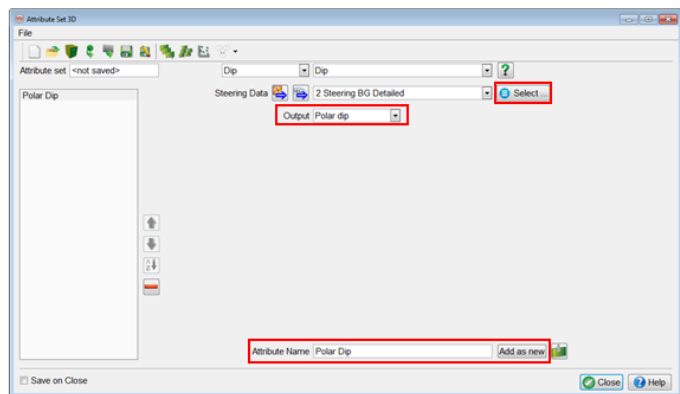 Attribute Set 3D
File
Attribute set <not saved> Dip Dip
Polar Dip
Steering Data 2 Steering BG Detailed Select ...
Output Polar dip
Attribute Name Polar Dip Add as new
Save on Close
Close Help